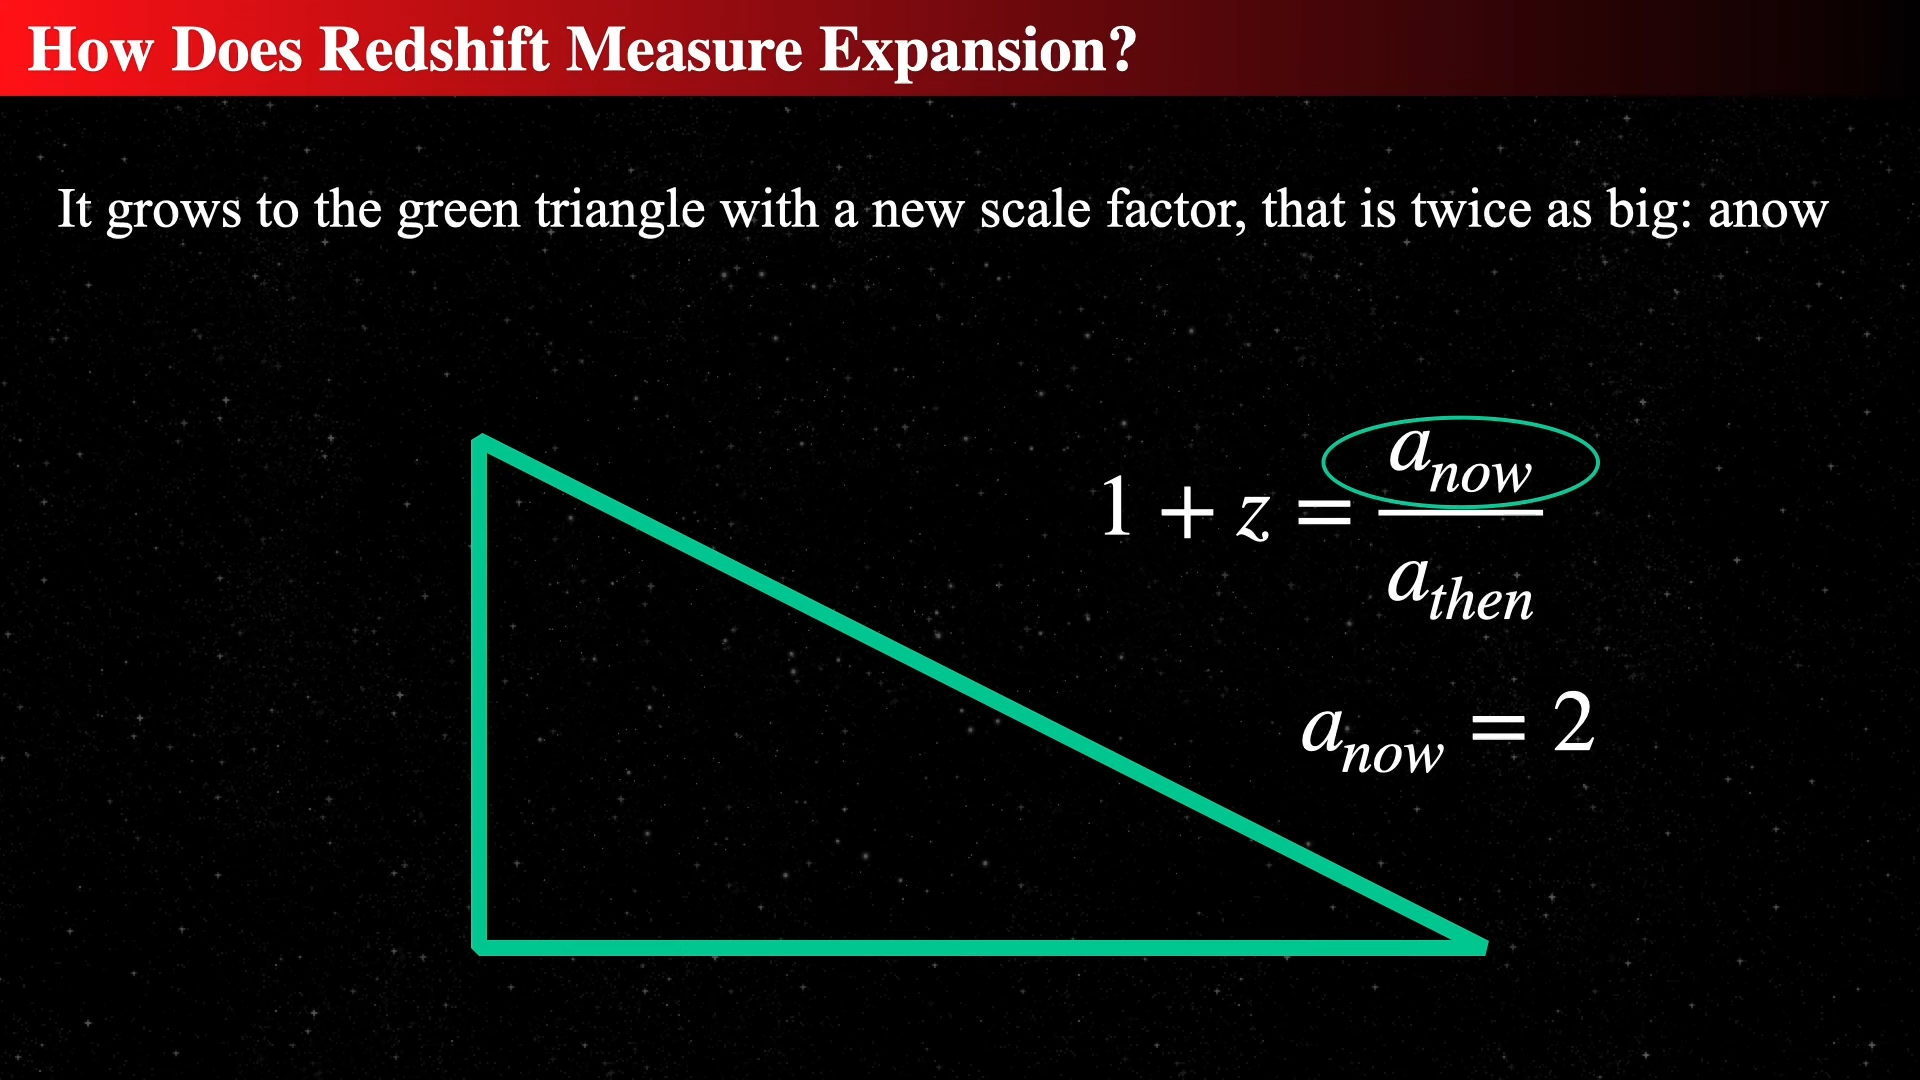 How Does Redshift Measure Expansion?
It grows to the green triangle with a new scale factor, that is twice as big: anow
1 + z = a_now / a_then
a_now = 2